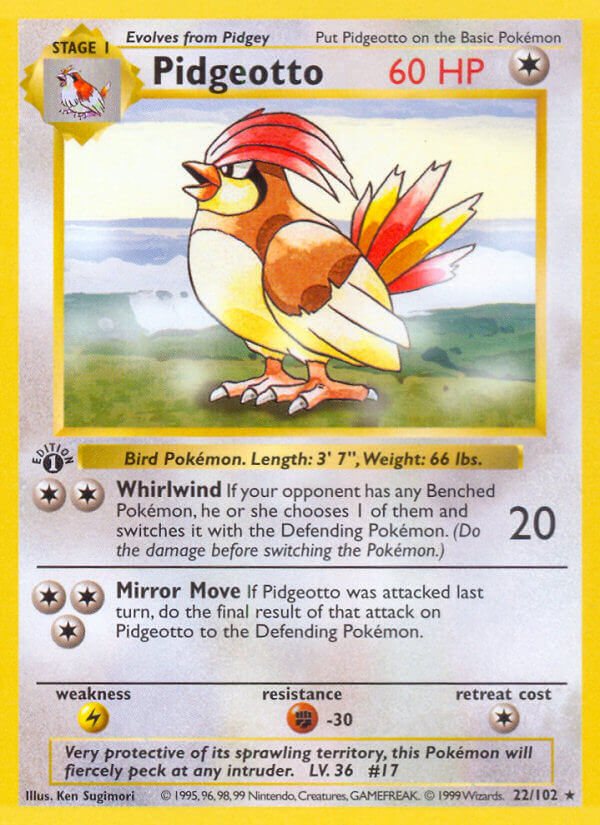 Evolves from Pidgey
Put Pidgeotto on the Basic Pokémon
STAGE 1
Pidgeotto
60 HP
EDITION
1
Bird Pokémon. Length: 3' 7", Weight: 66 lbs.
Whirlwind If your opponent has any Benched
Pokémon, he or she chooses 1 of them and
switches it with the Defending Pokémon. (Do
the damage before switching the Pokémon.)
20
Mirror Move If Pidgeotto was attacked last
turn, do the final result of that attack on
Pidgeotto to the Defending Pokémon.
weakness
resistance
retreat cost
-30
Very protective of its sprawling territory, this Pokémon will
fiercely peck at any intruder. LV. 36 #17
Illus. Ken Sugimori
© 1995, 96, 98, 99 Nintendo, Creatures, GAMEFREAK. © 1999 Wizards.
22/102 ★